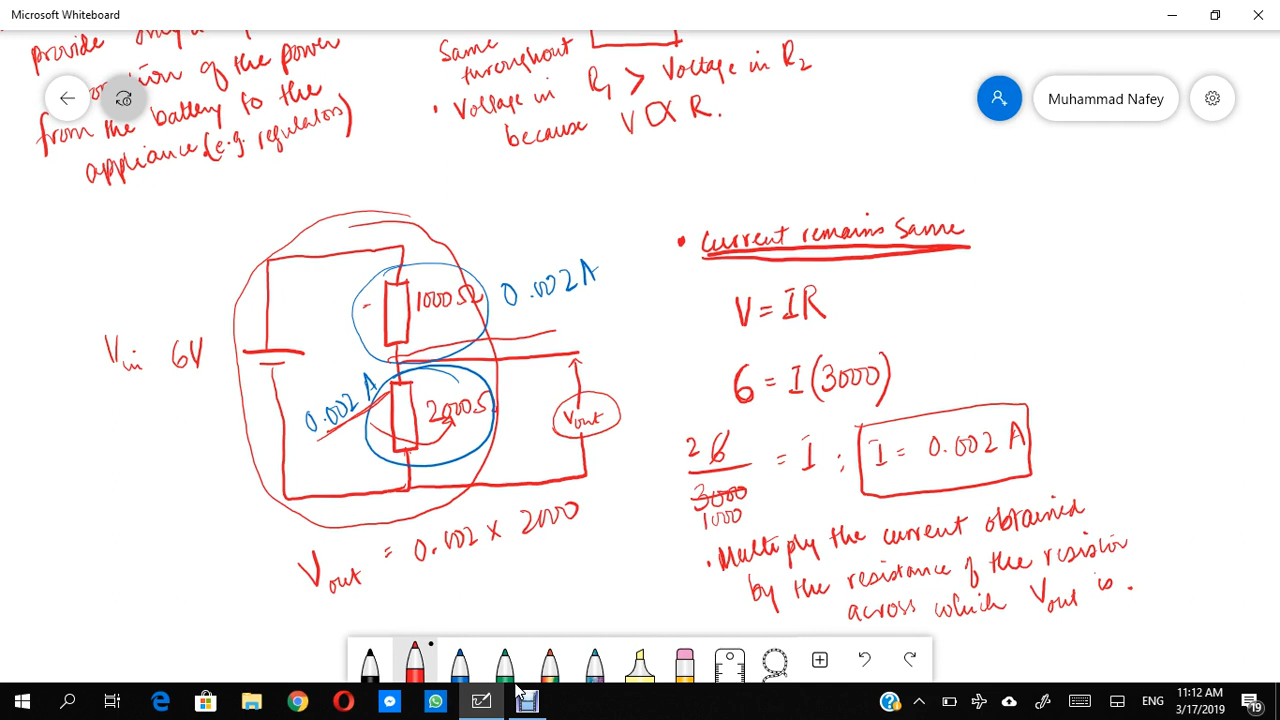 Microsoft Whiteboard
provide
of the power
from the battery to the
appliance (e.g. regulators)
Same
throughout
• Voltage in R1 > Voltage in R2
because V ∝ R.
Muhammad Nafey
Vin 6V
1000Ω
0.002A
0.002 A
2000Ω
Vout
Vout = 0.002 × 2000
• Current remains same
V = IR
6 = I(3000)
2 6
3000
1000
= I ; I = 0.002 A
• Multiply the current obtained
by the resistance of the resistor
across which Vout is.
ENG
11:12 AM
3/17/2019
19